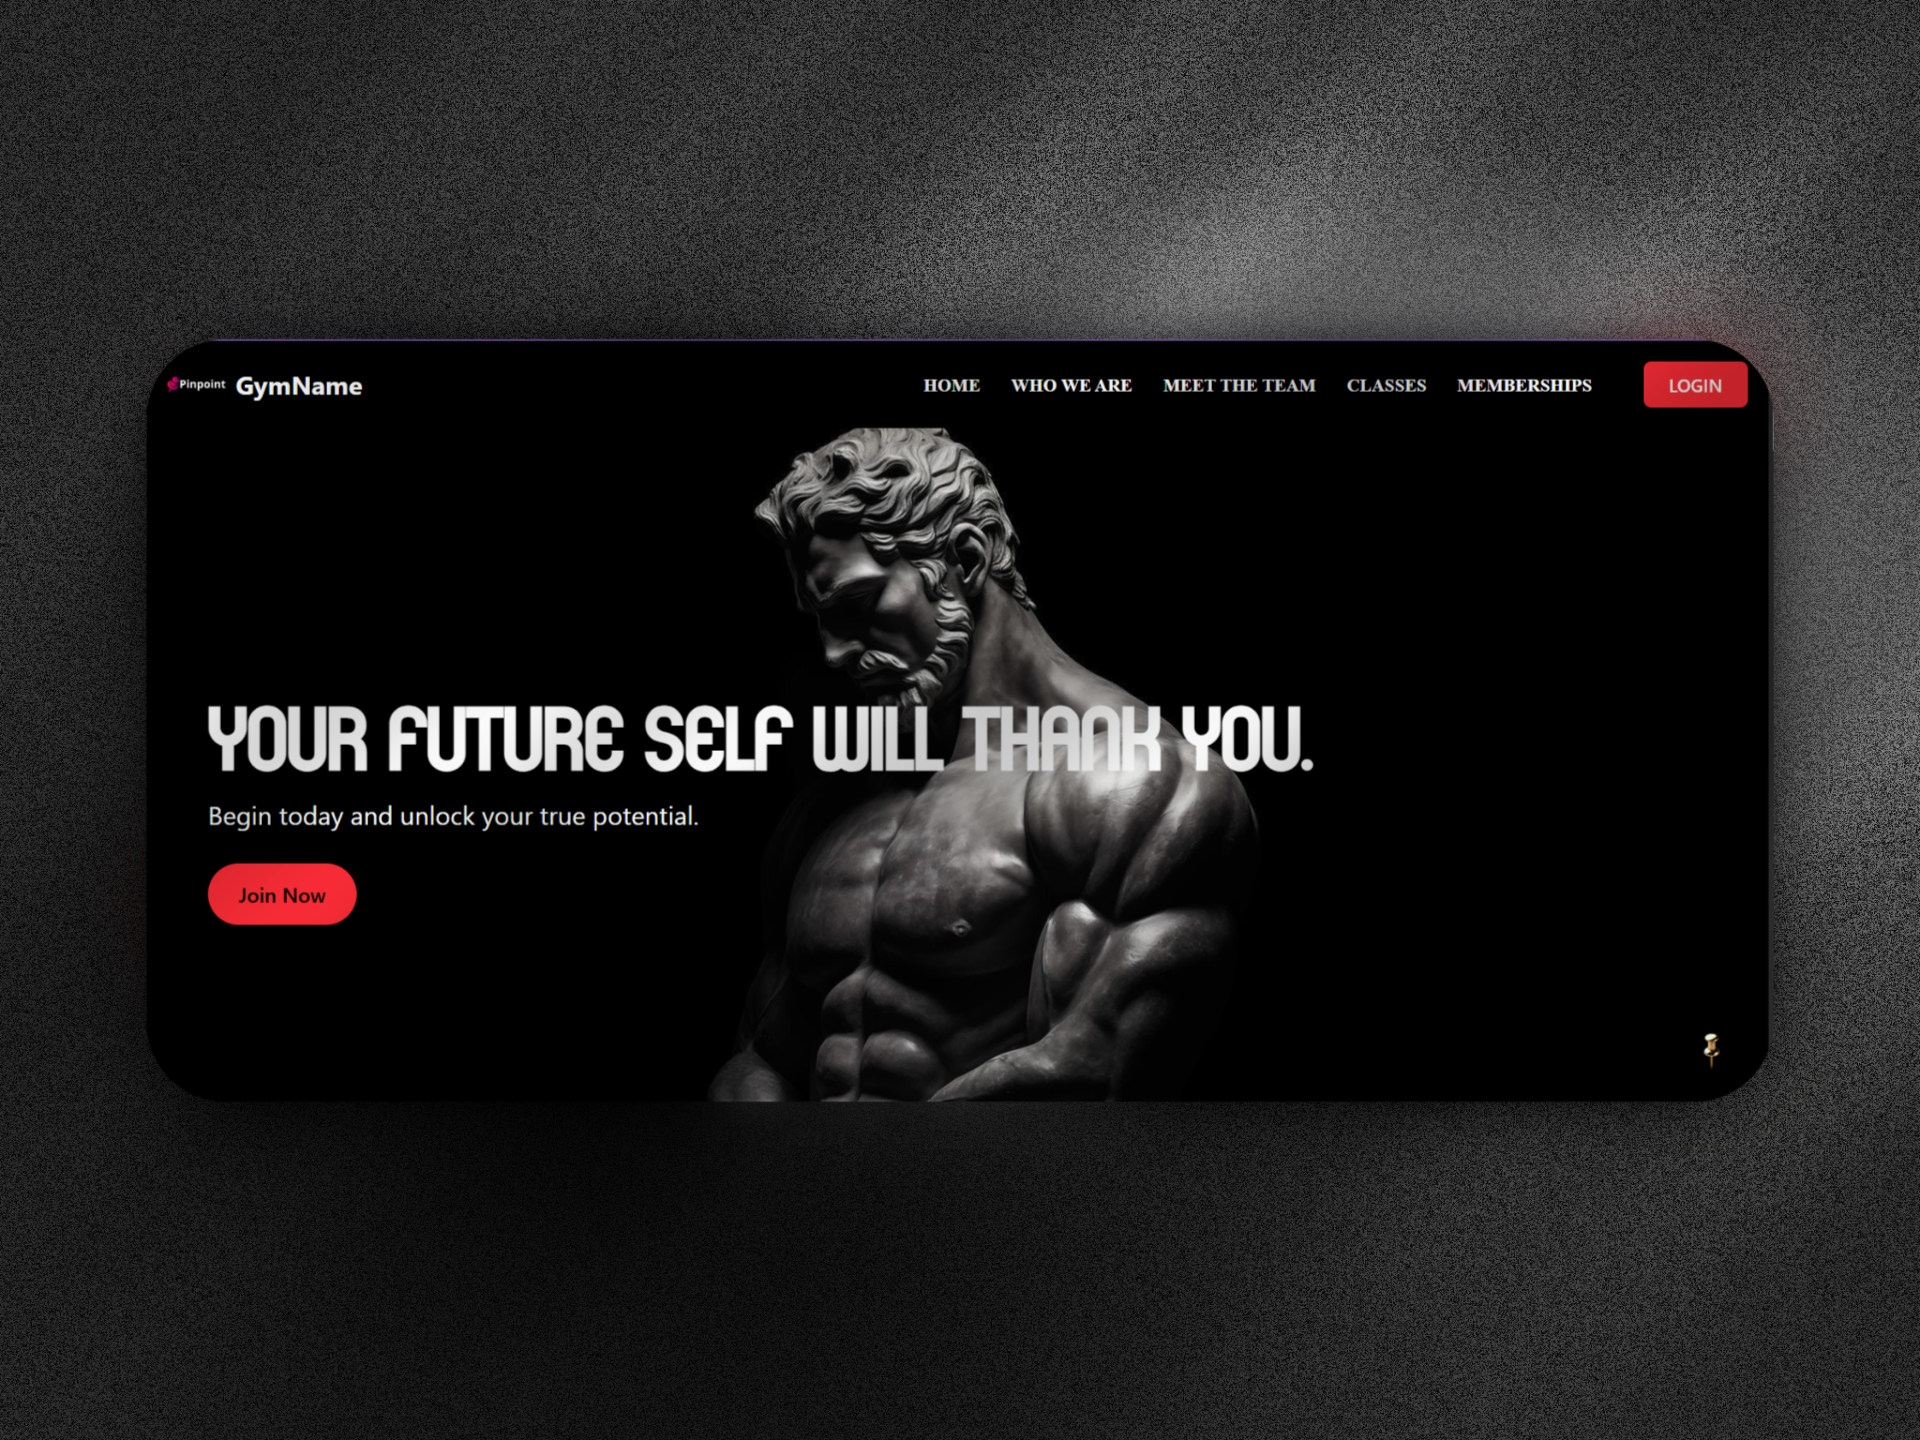 Pinpoint GymName
HOME WHO WE ARE MEET THE TEAM CLASSES MEMBERSHIPS LOGIN
YOUR FUTURE SELF WILL THANK YOU.
Begin today and unlock your true potential.
Join Now